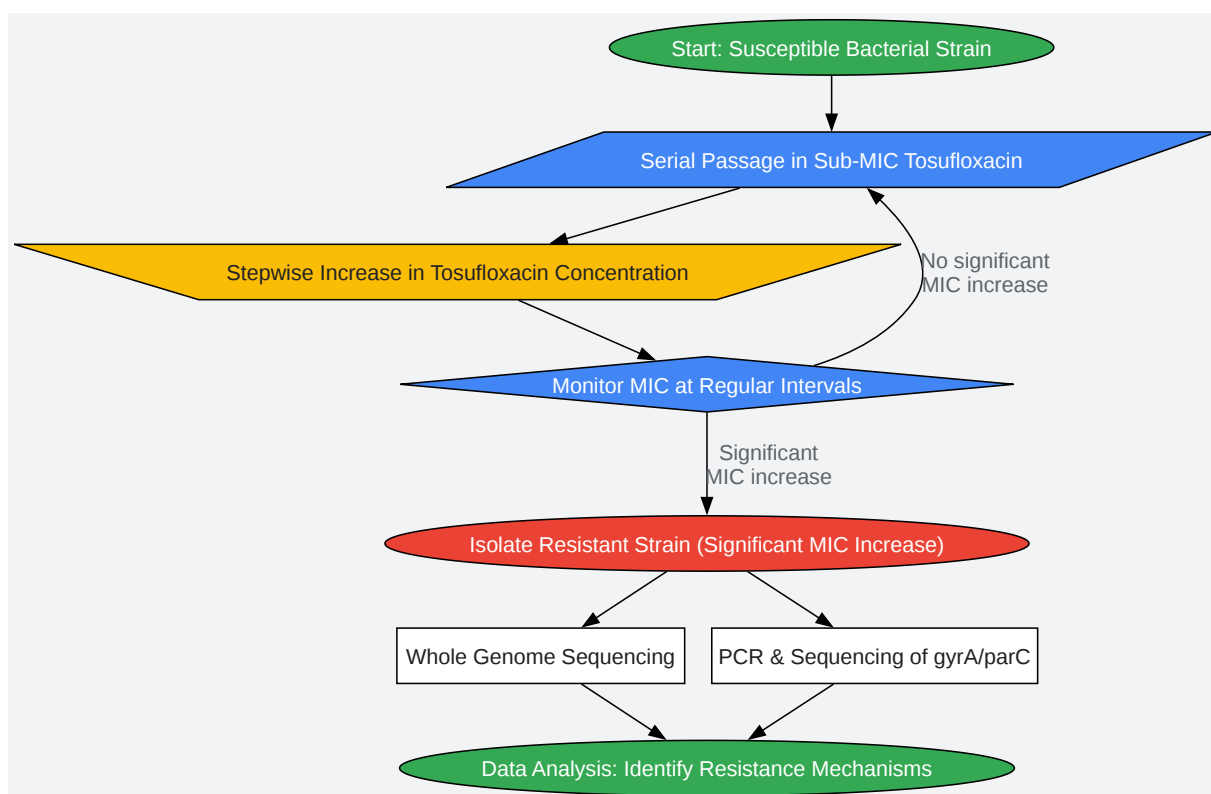 Start: Susceptible Bacterial Strain
Serial Passage in Sub-MIC Tosufloxacin
Stepwise Increase in Tosufloxacin Concentration
No significant
MIC increase
Monitor MIC at Regular Intervals
Significant
MIC increase
Isolate Resistant Strain (Significant MIC Increase)
Whole Genome Sequencing
PCR & Sequencing of gyrA/parC
Data Analysis: Identify Resistance Mechanisms